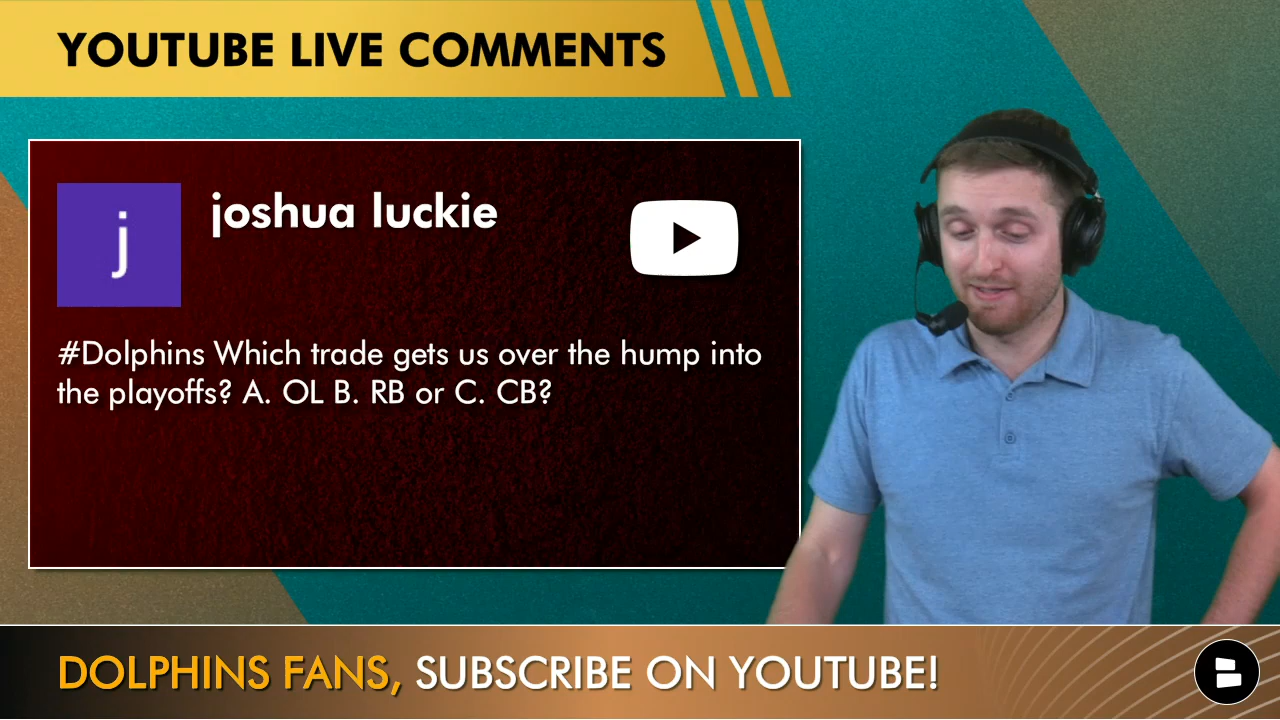 YOUTUBE LIVE COMMENTS
j
joshua luckie
#Dolphins Which trade gets us over the hump into
the playoffs? A. OL B. RB or C. CB?
DOLPHINS FANS, SUBSCRIBE ON YOUTUBE!